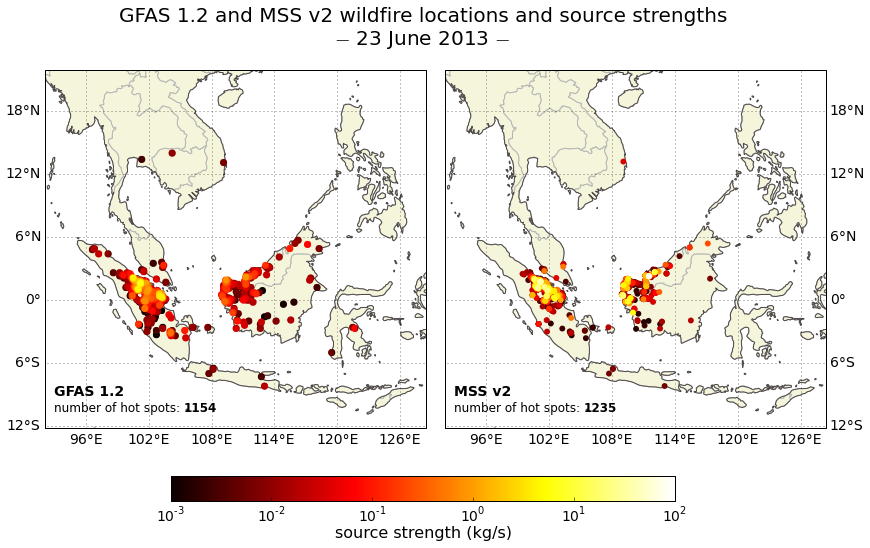 GFAS 1.2 and MSS v2 wildfire locations and source strengths
— 23 June 2013 —
18°N 18°N
12°N 12°N
6°N 6°N
0° 0°
6°S 6°S
GFAS 1.2 MSS v2
number of hot spots: 1154 number of hot spots: 1235
12°S 12°S
96°E 102°E 108°E 114°E 120°E 126°E 96°E 102°E 108°E 114°E 120°E 126°E
10⁻³ 10⁻² 10⁻¹ 10⁰ 10¹ 10²
source strength (kg/s)